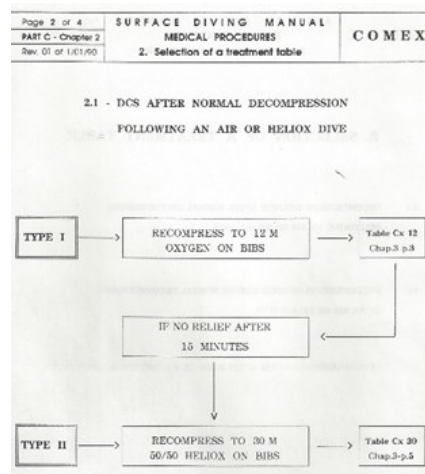 Page 2 of 4
PART C - Chapter 2
Rev. 01 of 1/01/90
SURFACE DIVING MANUAL
MEDICAL PROCEDURES
2. Selection of a treatment table
COMEX
2.1 - DCS AFTER NORMAL DECOMPRESSION
FOLLOWING AN AIR OR HELIOX DIVE
TYPE I
RECOMPRESS TO 12 M
OXYGEN ON BIBS
Table Cx 12
Chap.3 p.3
IF NO RELIEF AFTER
15 MINUTES
TYPE II
RECOMPRESS TO 30 M
50/50 HELIOX ON BIBS
Table Cx 30
Chap.3-p.5